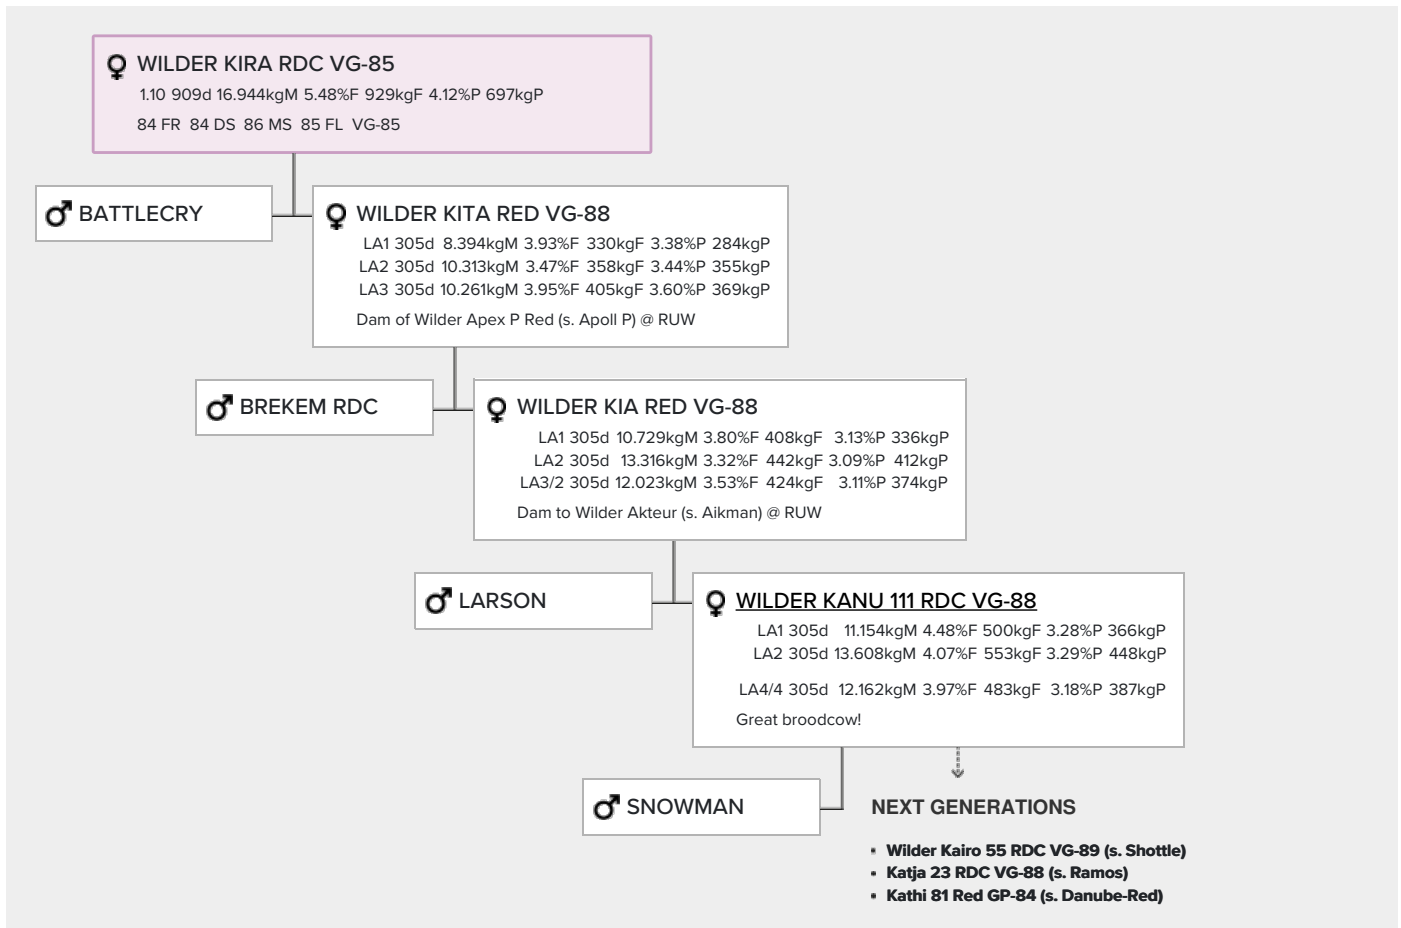 WILDER KIRA RDC VG-85
1.10 909d 16.944kgM 5.48%F 929kgF 4.12%P 697kgP
84 FR 84 DS 86 MS 85 FL VG-85
BATTLECRY
WILDER KITA RED VG-88
LA1 305d 8.394kgM 3.93%F 330kgF 3.38%P 284kgP
LA2 305d 10.313kgM 3.47%F 358kgF 3.44%P 355kgP
LA3 305d 10.261kgM 3.95%F 405kgF 3.60%P 369kgP
Dam of Wilder Apex P Red (s. Apoll P) @ RUW
BREKEM RDC
WILDER KIA RED VG-88
LA1 305d 10.729kgM 3.80%F 408kgF 3.13%P 336kgP
LA2 305d 13.316kgM 3.32%F 442kgF 3.09%P 412kgP
LA3/2 305d 12.023kgM 3.53%F 424kgF 3.11%P 374kgP
Dam to Wilder Akteur (s. Aikman) @ RUW
LARSON
WILDER KANU 111 RDC VG-88
LA1 305d 11.154kgM 4.48%F 500kgF 3.28%P 366kgP
LA2 305d 13.608kgM 4.07%F 553kgF 3.29%P 448kgP
LA4/4 305d 12.162kgM 3.97%F 483kgF 3.18%P 387kgP
Great broodcow!
SNOWMAN
NEXT GENERATIONS
Wilder Kairo 55 RDC VG-89 (s. Shottle)
Katja 23 RDC VG-88 (s. Ramos)
Kathi 81 Red GP-84 (s. Danube-Red)